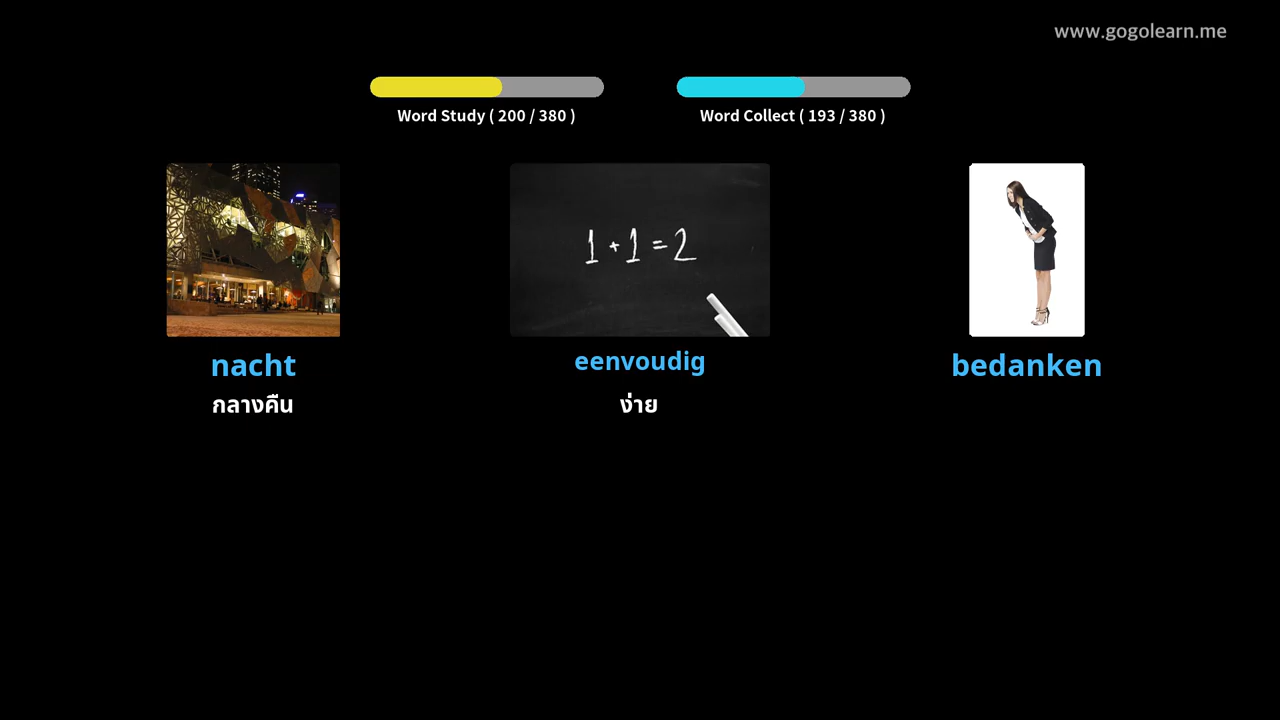 www.gogolearn.me
Word Study ( 200 / 380 )
Word Collect ( 193 / 380 )
1 + 1 = 2
nacht
eenvoudig
bedanken
กลางคืน
ง่าย